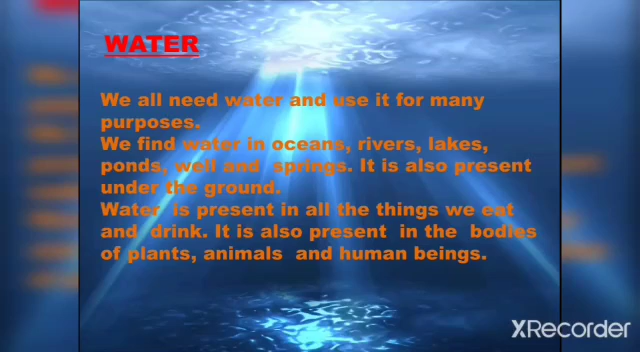 WATER
We all need water and use it for many
purposes.
We find water in oceans, rivers, lakes,
ponds, well and  springs. It is also present
under the ground.
Water  is present in all the things we eat
and  drink. It is also present  in the  bodies
of plants, animals  and human beings.
XRecorder